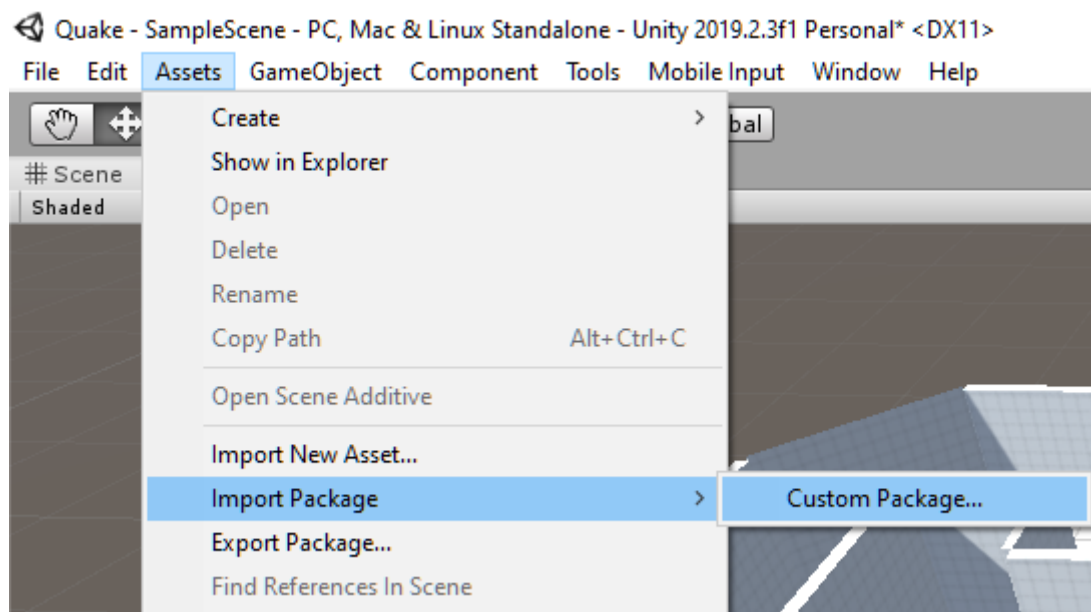 Quake - SampleScene - PC, Mac & Linux Standalone - Unity 2019.2.3f1 Personal* <DX11>
File Edit Assets GameObject Component Tools Mobile Input Window Help
Create
bal
Show in Explorer
Scene
Shaded
Open
Delete
Rename
Copy Path Alt+Ctrl+C
Open Scene Additive
Import New Asset...
Import Package Custom Package...
Export Package...
Find References In Scene